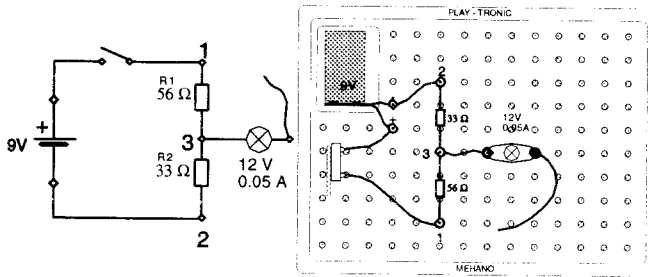 1
R1
56 Ω
+
9V
3
R2
33 Ω
12 V
0.05 A
2
PLAY - TRONIC
9V
+
2
33 Ω
3
12V
0.05A
56 Ω
1
MEHANO